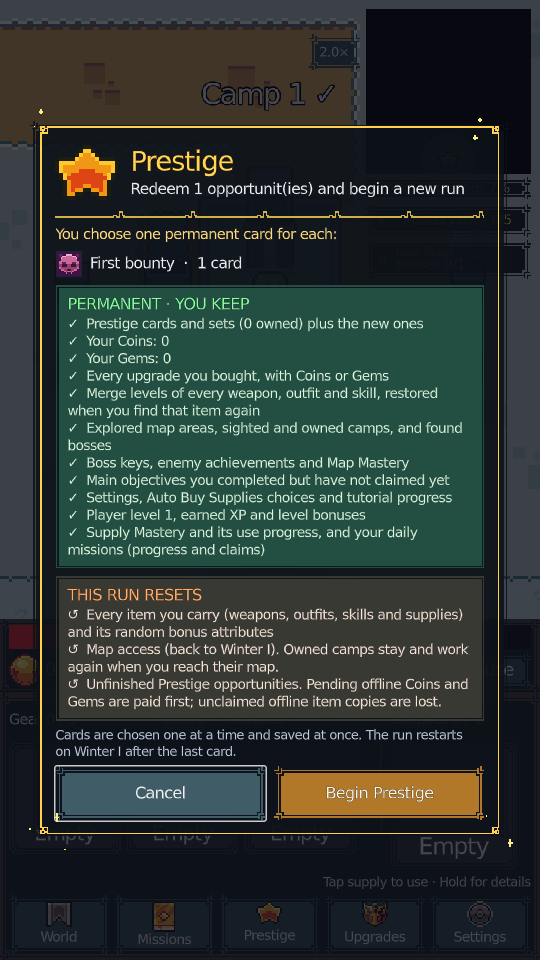 2.0×
Camp 1 ✓
Prestige
Redeem 1 opportunit(ies) and begin a new run
You choose one permanent card for each:
First bounty · 1 card
PERMANENT · YOU KEEP
✓ Prestige cards and sets (0 owned) plus the new ones
✓ Your Coins: 0
✓ Your Gems: 0
✓ Every upgrade you bought, with Coins or Gems
✓ Merge levels of every weapon, outfit and skill, restored
when you find that item again
✓ Explored map areas, sighted and owned camps, and found
bosses
✓ Boss keys, enemy achievements and Map Mastery
✓ Main objectives you completed but have not claimed yet
✓ Settings, Auto Buy Supplies choices and tutorial progress
✓ Player level 1, earned XP and level bonuses
✓ Supply Mastery and its use progress, and your daily
missions (progress and claims)
THIS RUN RESETS
↺ Every item you carry (weapons, outfits, skills and supplies)
and its random bonus attributes
↺ Map access (back to Winter I). Owned camps stay and work
again when you reach their map.
↺ Unfinished Prestige opportunities. Pending offline Coins and
Gems are paid first; unclaimed offline item copies are lost.
Cards are chosen one at a time and saved at once. The run restarts
on Winter I after the last card.
Cancel
Begin Prestige
Empty
Empty
Empty
Empty
Tap supply to use · Hold for details
World
Missions
Prestige
Upgrades
Settings